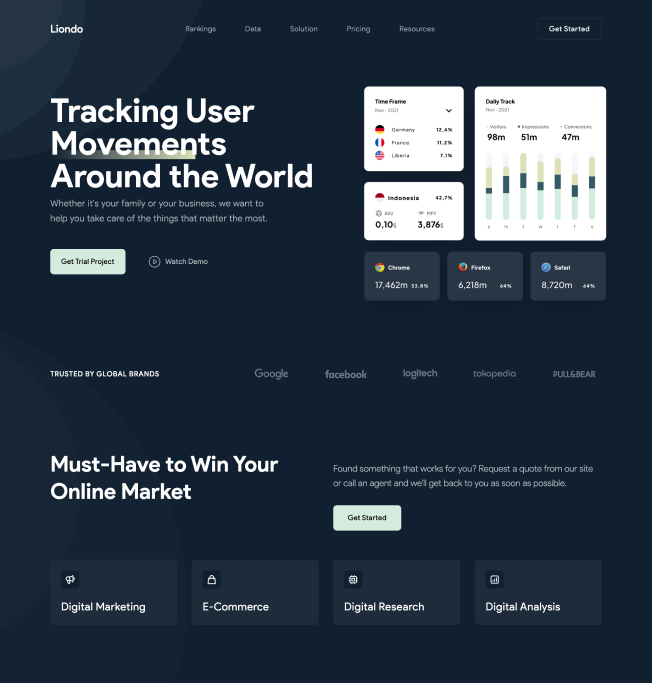 Liondo
Rankings
Data
Solution
Pricing
Resources
Get Started
Tracking User
Movements
Around the World
Whether it's your family or your business, we want to
help you take care of the things that matter the most.
Get Trial Project
Watch Demo
Time Frame
Nov - 2021
Germany 12,4%
France 11,2%
Liberia 7,1%
Indonesia 42,7%
AVV
MFY
0,10$
3,876$
Daily Track
Nov - 2021
Visitors
Impressions
Conversions
98m
51m
47m
s m t w t f s
Chrome
17,462m 53,8%
Firefox
6,218m 64%
Safari
8,720m 64%
TRUSTED BY GLOBAL BRANDS
Google
facebook
logitech
tokopedia
PULL&BEAR
Must-Have to Win Your
Online Market
Found something that works for you? Request a quote from our site
or call an agent and we'll get back to you as soon as possible.
Get Started
Digital Marketing
E-Commerce
Digital Research
Digital Analysis